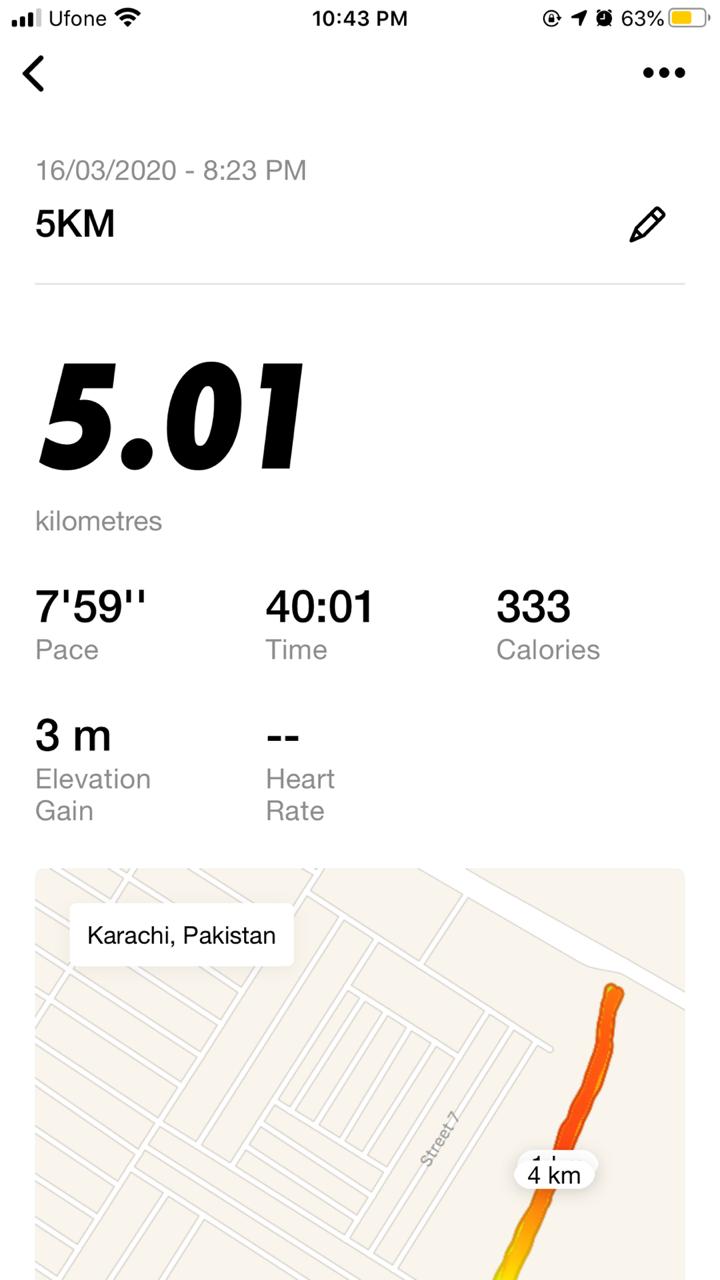 Ufone 10:43 PM 63%
16/03/2020 - 8:23 PM
5KM
5.01
kilometres
7'59'' 40:01 333
Pace Time Calories
3 m --
Elevation Heart
Gain Rate
Karachi, Pakistan
Street 7
4 km